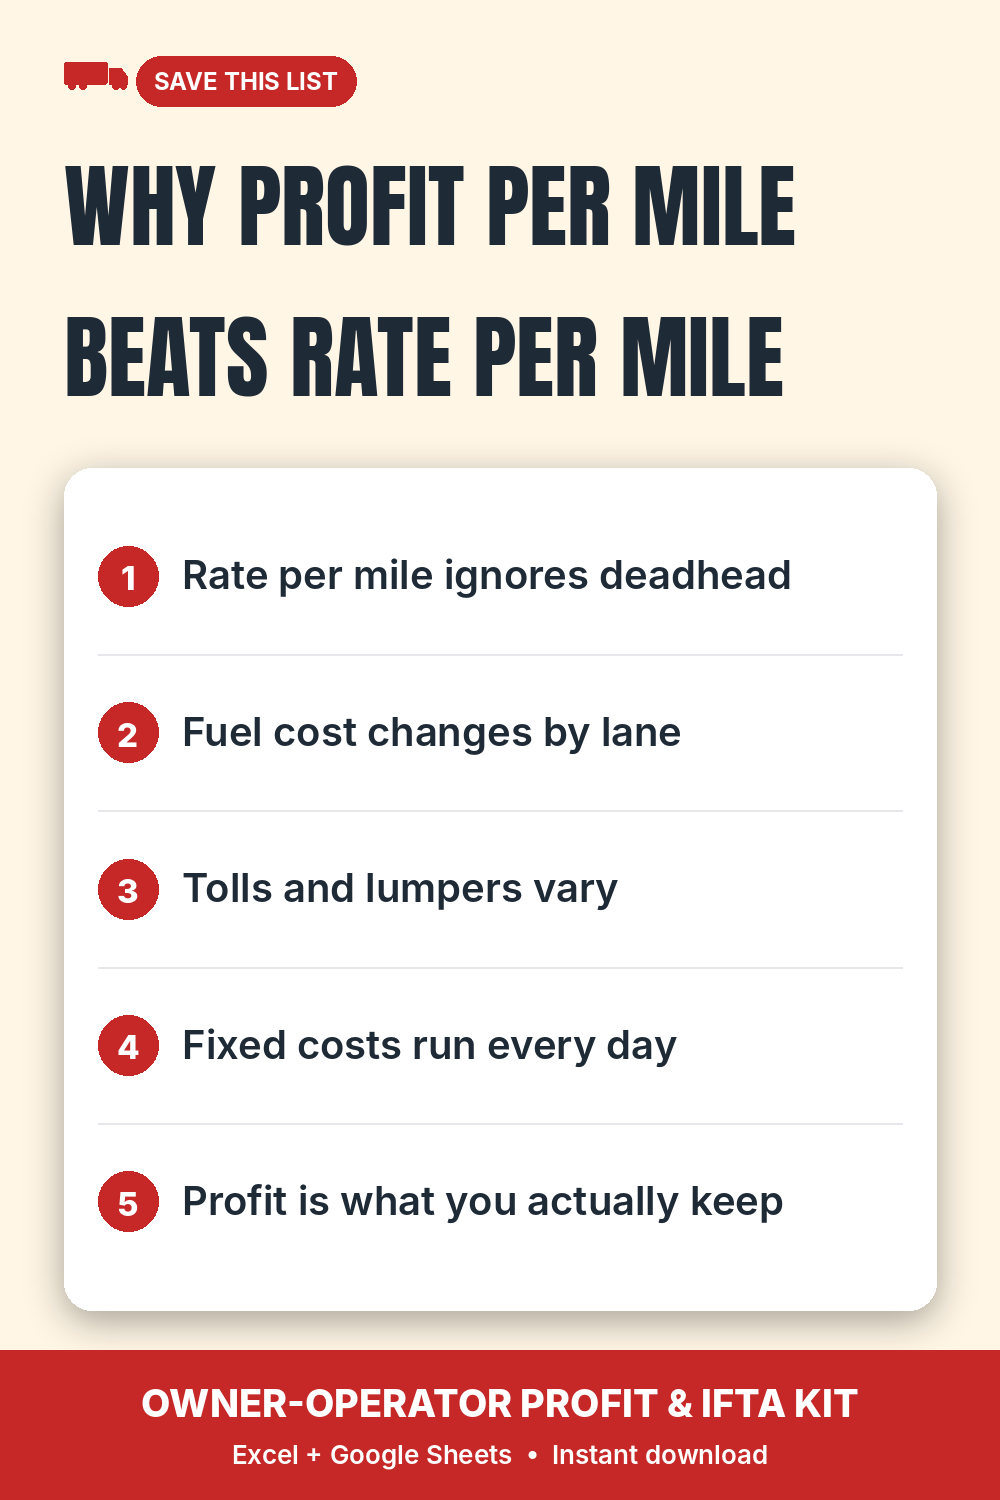 SAVE THIS LIST
WHY PROFIT PER MILE
BEATS RATE PER MILE
1 Rate per mile ignores deadhead
2 Fuel cost changes by lane
3 Tolls and lumpers vary
4 Fixed costs run every day
5 Profit is what you actually keep
OWNER-OPERATOR PROFIT & IFTA KIT
Excel + Google Sheets • Instant download